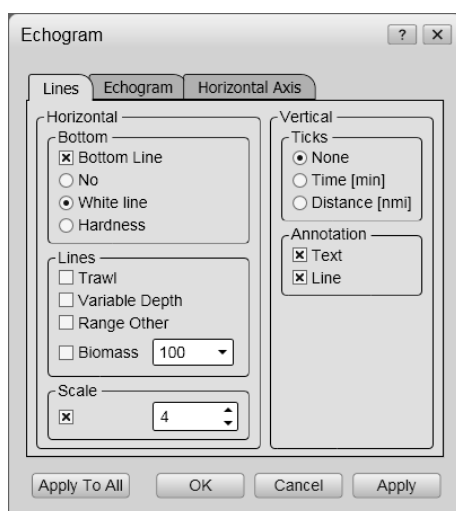 Echogram
Lines
Echogram
Horizontal Axis
Horizontal
Bottom
Bottom Line
No
White line
Hardness
Lines
Trawl
Variable Depth
Range Other
Biomass
100
Scale
4
Vertical
Ticks
None
Time [min]
Distance [nmi]
Annotation
Text
Line
Apply To All
OK
Cancel
Apply